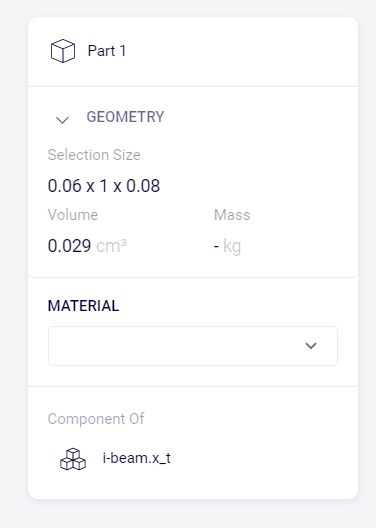 Part 1
GEOMETRY
Selection Size
0.06 x 1 x 0.08
Volume Mass
0.029 cm³ - kg
MATERIAL
Component Of
i-beam.x_t